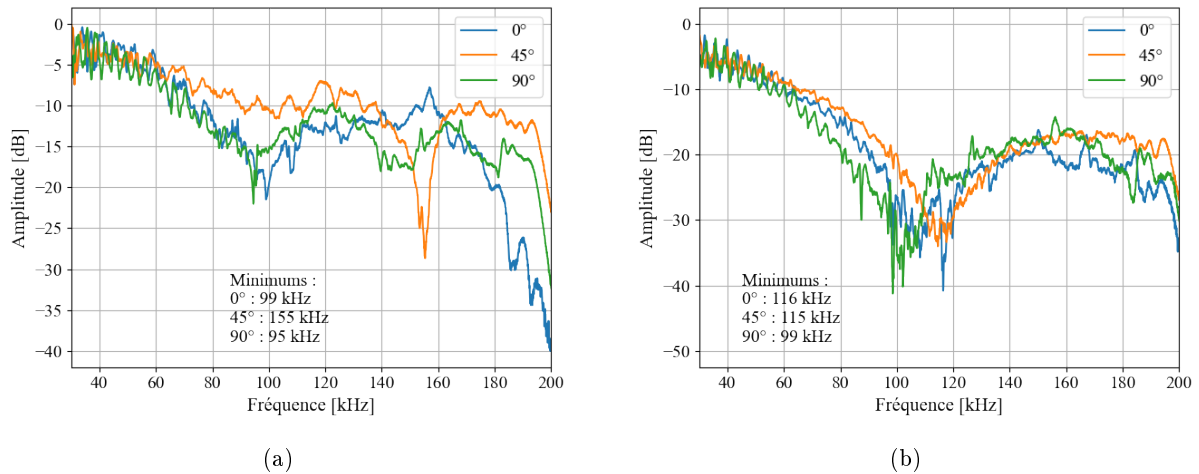 0
−5
−10
−15
−20
−25
−30
−35
−40
Amplitude [dB]
0°
45°
90°
Minimums :
0° : 99 kHz
45° : 155 kHz
90° : 95 kHz
40 60 80 100 120 140 160 180 200
Fréquence [kHz]
(a)
0
−10
−20
−30
−40
−50
Amplitude [dB]
0°
45°
90°
Minimums :
0° : 116 kHz
45° : 115 kHz
90° : 99 kHz
40 60 80 100 120 140 160 180 200
Fréquence [kHz]
(b)